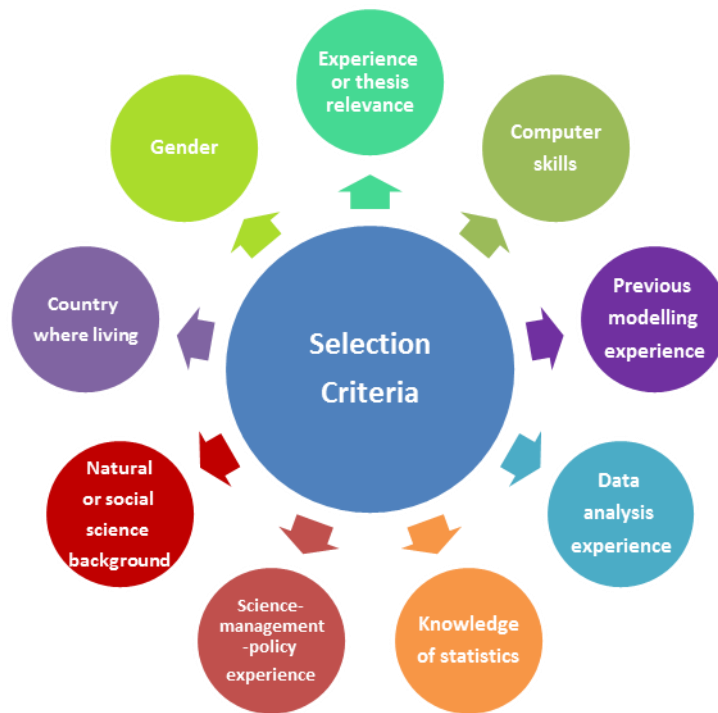 Experience
or thesis
relevance
Computer
skills
Previous
modelling
experience
Data
analysis
experience
Knowledge
of statistics
Science-
management
-policy
experience
Natural
or social
science
background
Country
where living
Gender
Selection
Criteria